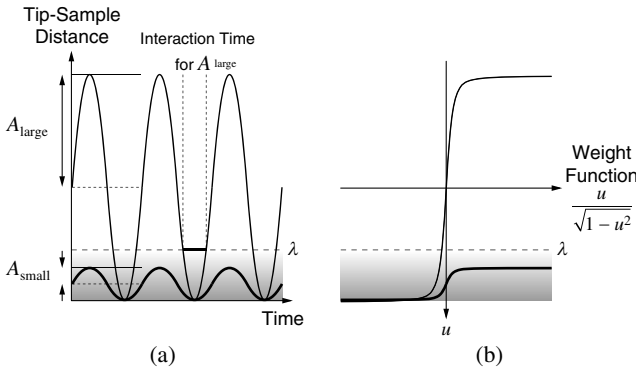 Tip-Sample
Distance
Interaction Time
for A large
A large
A small
λ
Time
(a)
Weight
Function
u
√1 − u²
λ
u
(b)